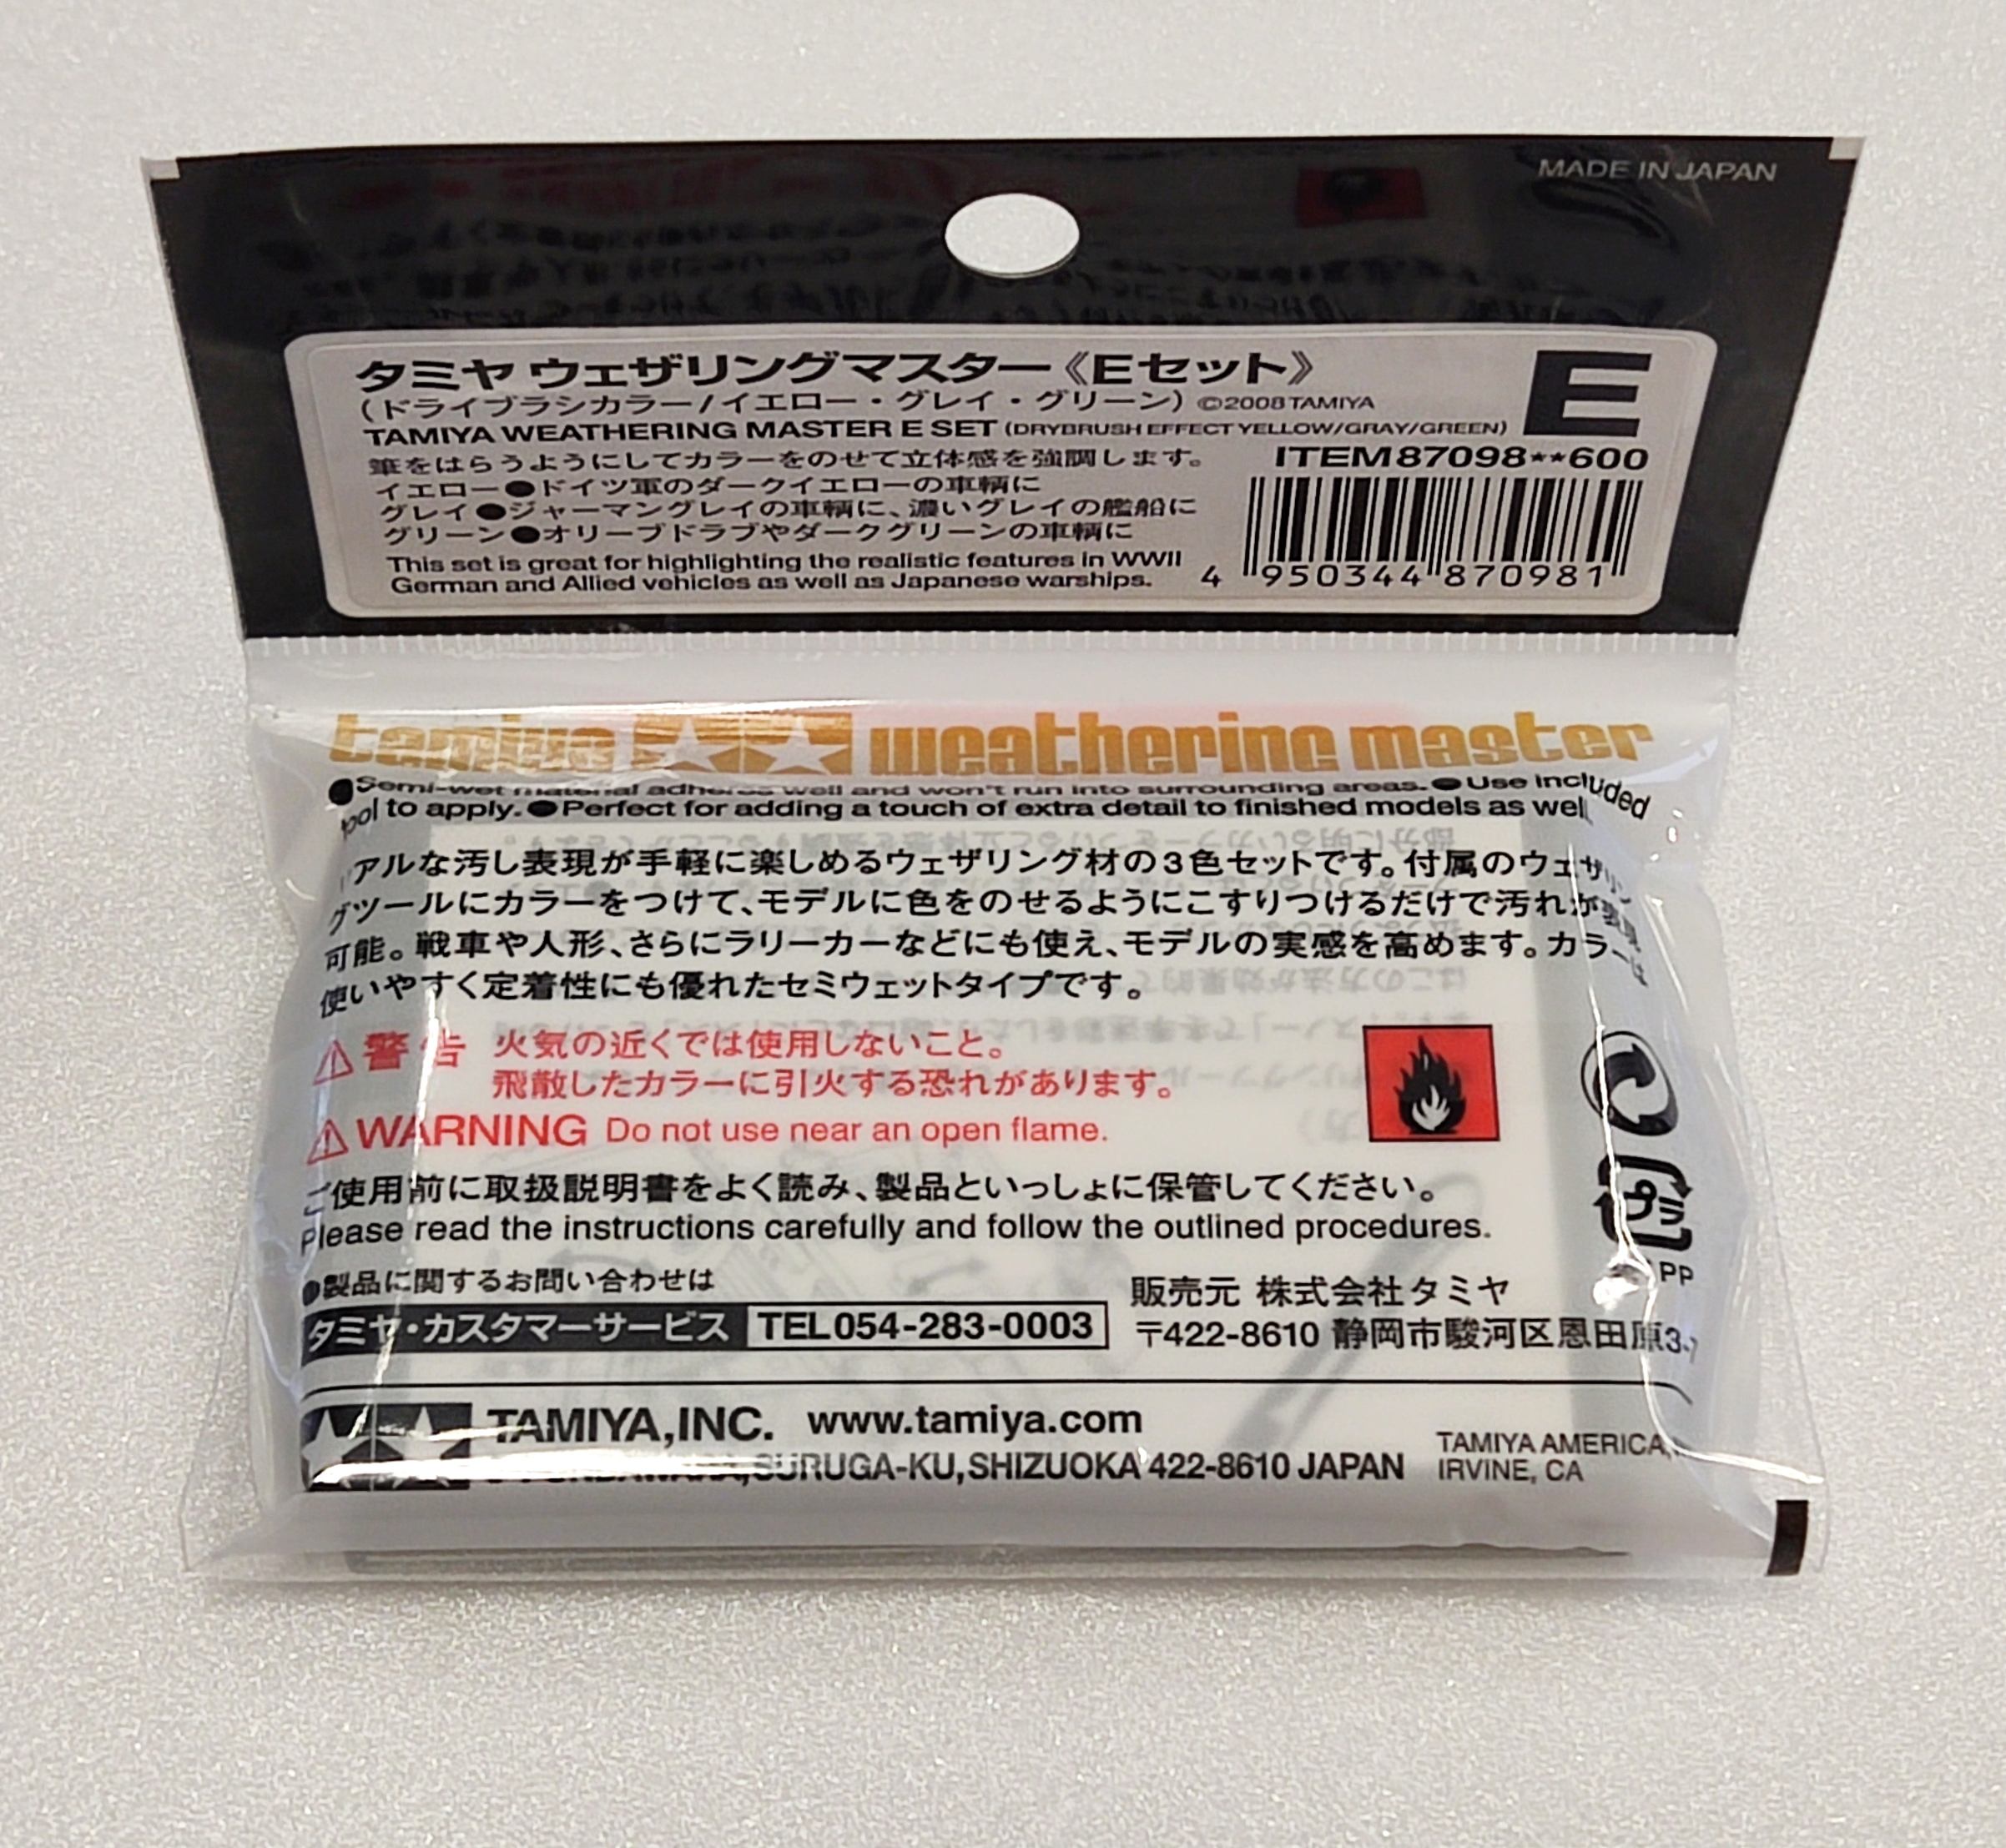 MADE IN JAPAN
タミヤ ウェザリングマスター《Eセット》
E
(ドライブラシカラー/イエロー・グレイ・グリーン) ©2008 TAMIYA
TAMIYA WEATHERING MASTER E SET (DRYBRUSH EFFECT YELLOW/GRAY/GREEN)
ITEM 87098**600
筆をはらうようにしてカラーをのせて立体感を強調します。
イエロー●ドイツ軍のダークイエローの車輌に
グレイ●ジャーマングレイの車輌に、濃いグレイの艦船に
グリーン●オリーブドラブやダークグリーンの車輌に
This set is great for highlighting the realistic features in WWII
German and Allied vehicles as well as Japanese warships.
4 950344 870981
tamiya weathering master
●Semi-wet material adheres well and won't run into surrounding areas. ●Use included
tool to apply. ●Perfect for adding a touch of extra detail to finished models as well
アルな汚し表現が手軽に楽しめるウェザリング材の3色セットです。付属のウェザリン
グツールにカラーをつけて、モデルに色をのせるようにこすりつけるだけで汚れが
可能。戦車や人形、さらにラリーカーなどにも使え、モデルの実感を高めます。カラー
使いやすく定着性にも優れたセミウェットタイプです。
⚠警告 火気の近くでは使用しないこと。
飛散したカラーに引火する恐れがあります。
⚠WARNING Do not use near an open flame.
ご使用前に取扱説明書をよく読み、製品といっしょに保管してください。
プラ
Please read the instructions carefully and follow the outlined procedures.
PP
●製品に関するお問い合わせは
販売元 株式会社タミヤ
タミヤ・カスタマーサービス TEL 054-283-0003
〒422-8610 静岡市駿河区恩田原3-7
TAMIYA,INC. www.tamiya.com
SURUGA-KU, SHIZUOKA 422-8610 JAPAN
TAMIYA AMERICA,
IRVINE, CA